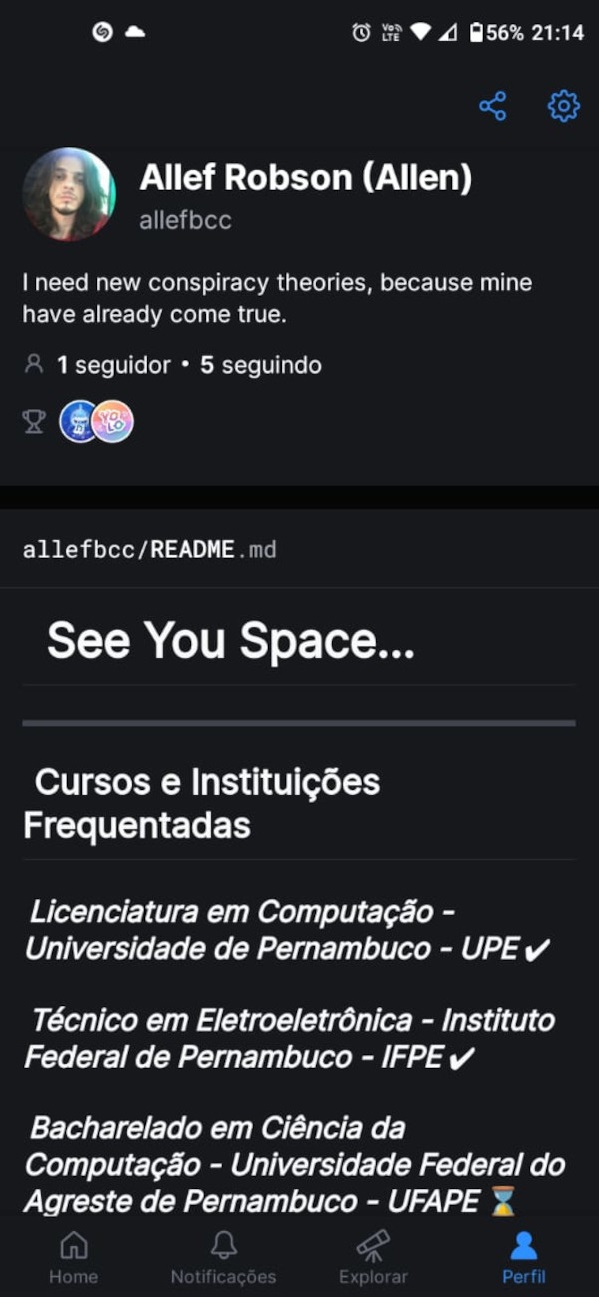 Vo)) LTE 56% 21:14
Allef Robson (Allen)
allefbcc
I need new conspiracy theories, because mine
have already come true.
1 seguidor • 5 seguindo
YOLO
allefbcc/README.md
See You Space...
Cursos e Instituições
Frequentadas
Licenciatura em Computação -
Universidade de Pernambuco - UPE ✔
Técnico em Eletroeletrônica - Instituto
Federal de Pernambuco - IFPE ✔
Bacharelado em Ciência da
Computação - Universidade Federal do
Agreste de Pernambuco - UFAPE ⌛
Home Notificações Explorar Perfil